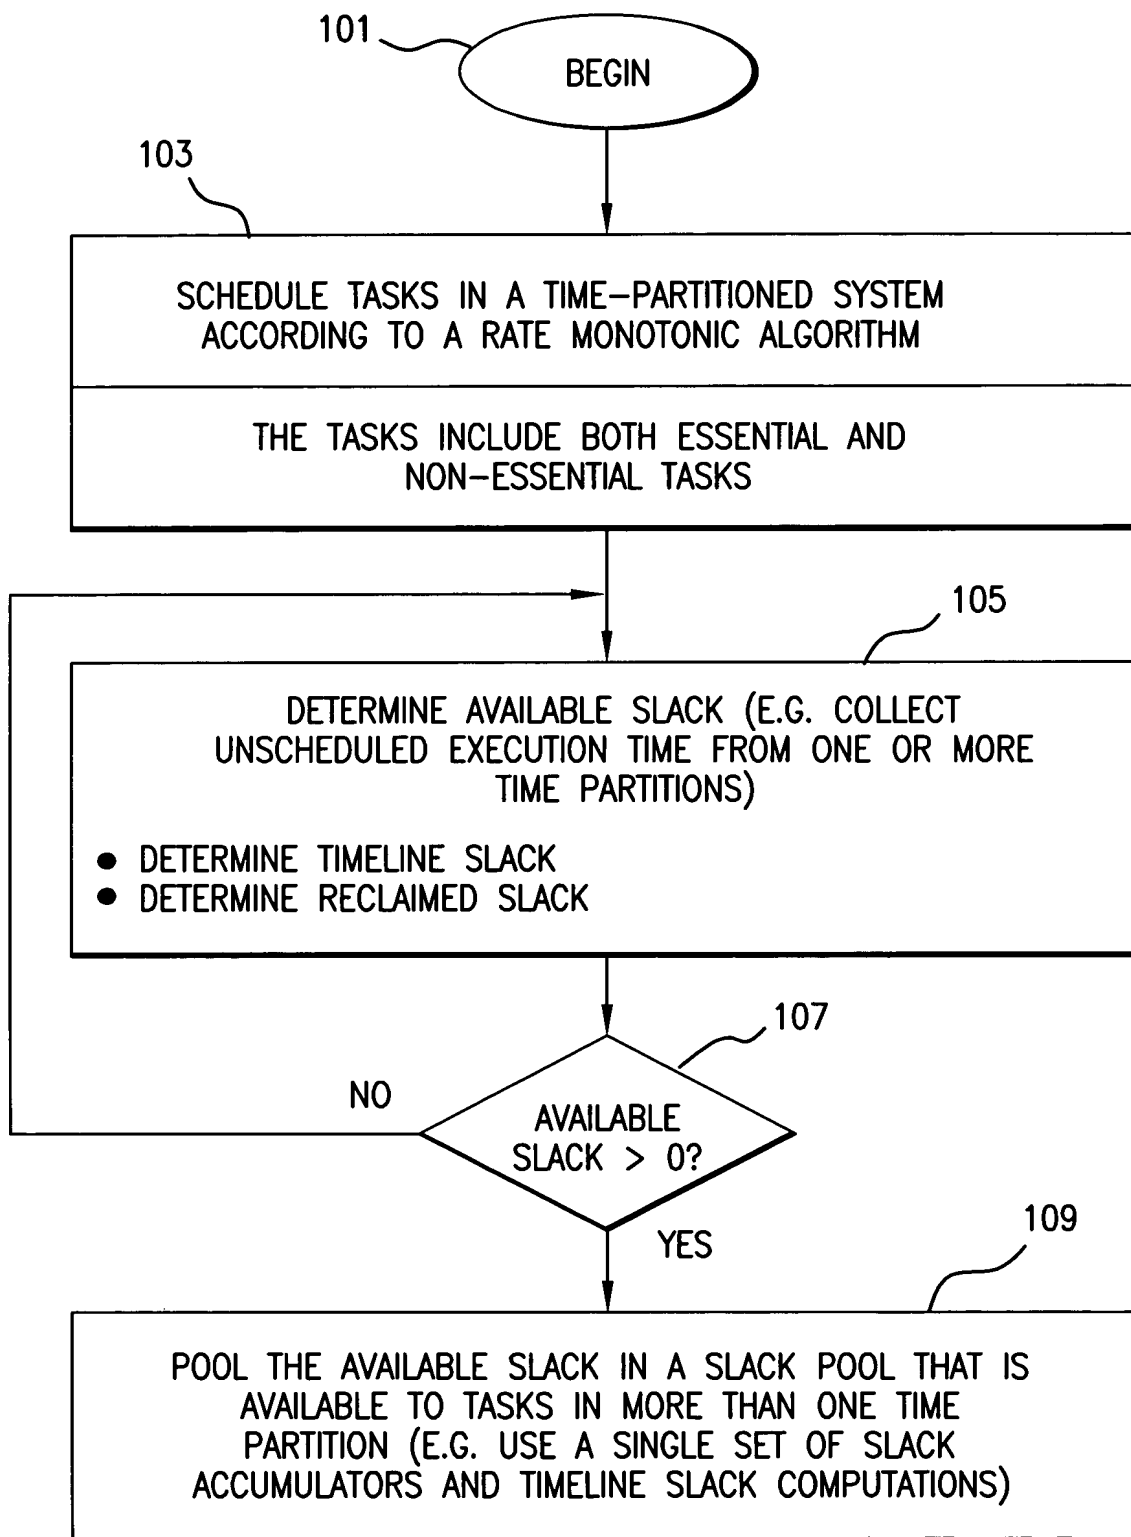 101
BEGIN
103
SCHEDULE TASKS IN A TIME-PARTITIONED SYSTEM
ACCORDING TO A RATE MONOTONIC ALGORITHM
THE TASKS INCLUDE BOTH ESSENTIAL AND
NON-ESSENTIAL TASKS
105
DETERMINE AVAILABLE SLACK (E.G. COLLECT
UNSCHEDULED EXECUTION TIME FROM ONE OR MORE
TIME PARTITIONS)
● DETERMINE TIMELINE SLACK
● DETERMINE RECLAIMED SLACK
107
NO
AVAILABLE
SLACK > 0?
YES
109
POOL THE AVAILABLE SLACK IN A SLACK POOL THAT IS
AVAILABLE TO TASKS IN MORE THAN ONE TIME
PARTITION (E.G. USE A SINGLE SET OF SLACK
ACCUMULATORS AND TIMELINE SLACK COMPUTATIONS)